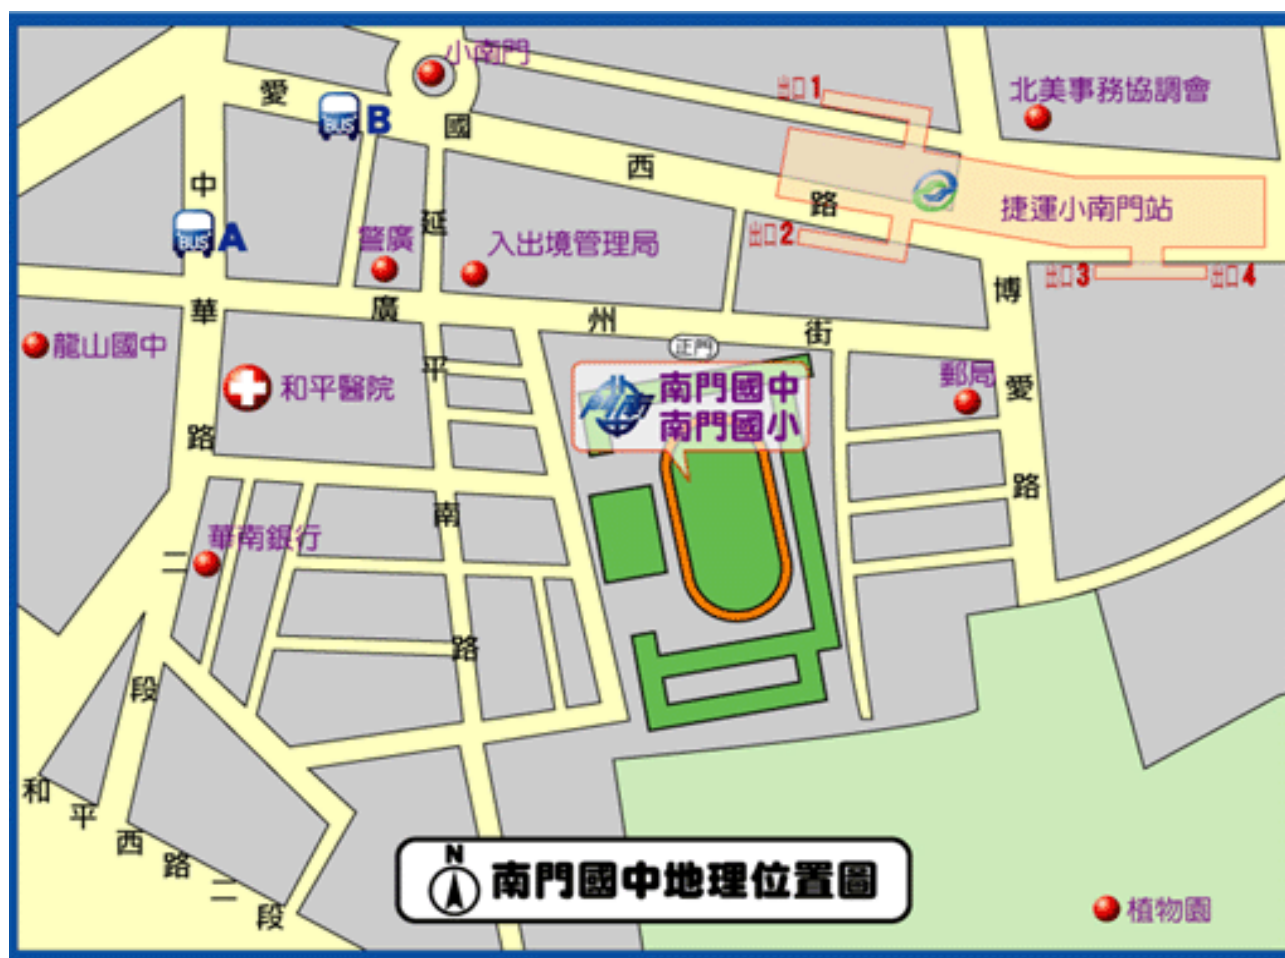 小南門
出口1
北美事務協調會
愛國西路
BUS B
中華路二段
BUS A
警廣
延平南路
入出境管理局
出口2
捷運小南門站
出口3
出口4
博愛路
廣州街
正門
龍山國中
和平醫院
南門國中
南門國小
郵局
華南銀行
和平西路二段
N
南門國中地理位置圖
植物園